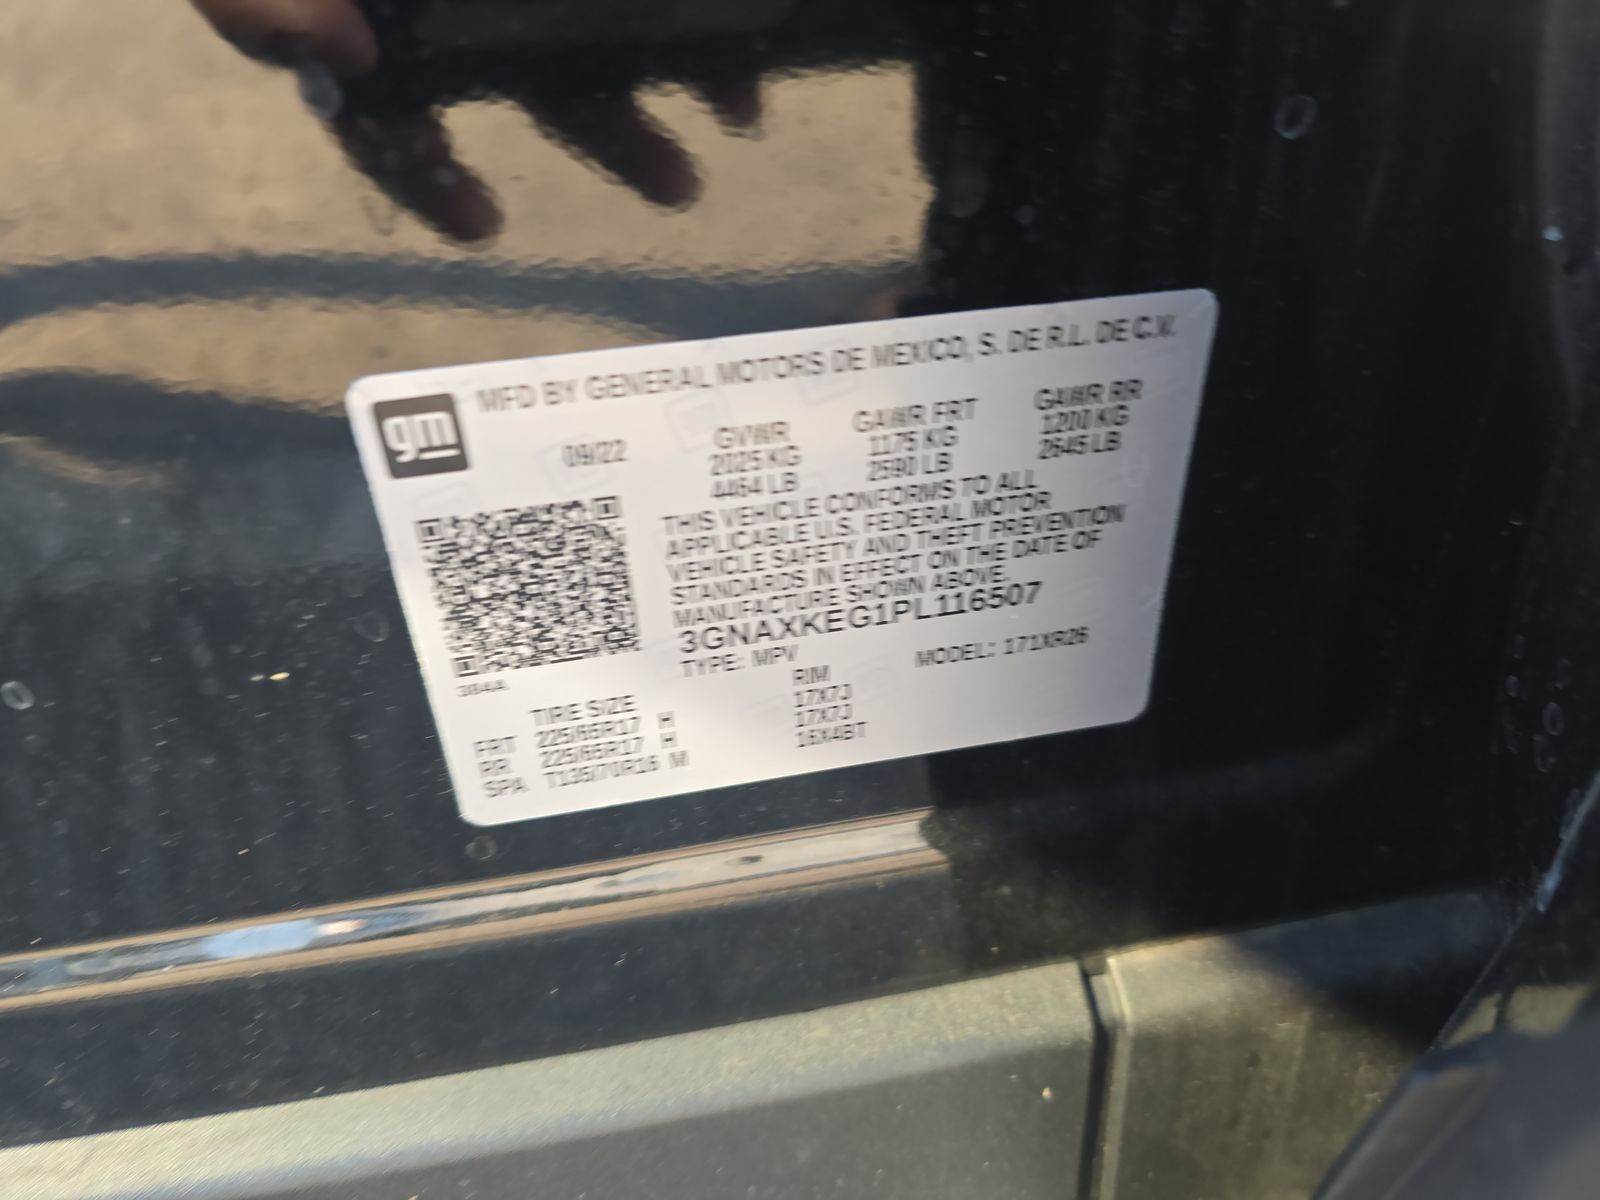 gm
MFD BY GENERAL MOTORS DE MEXICO, S. DE R.L. DE C.V.
09/22 GVWR GAWR FRT GAWR RR
2025 KG 1175 KG 1200 KG
4464 LB 2590 LB 2645 LB
THIS VEHICLE CONFORMS TO ALL
APPLICABLE U.S. FEDERAL MOTOR
VEHICLE SAFETY AND THEFT PREVENTION
STANDARDS IN EFFECT ON THE DATE OF
MANUFACTURE SHOWN ABOVE.
3GNAXKEG1PL116507
TYPE: MPV MODEL: 171XR26
384A
TIRE SIZE RIM
FRT 225/65R17 H 17X7J
RR 225/65R17 H 17X7J
SPA T135/70R16 M 16X4BT